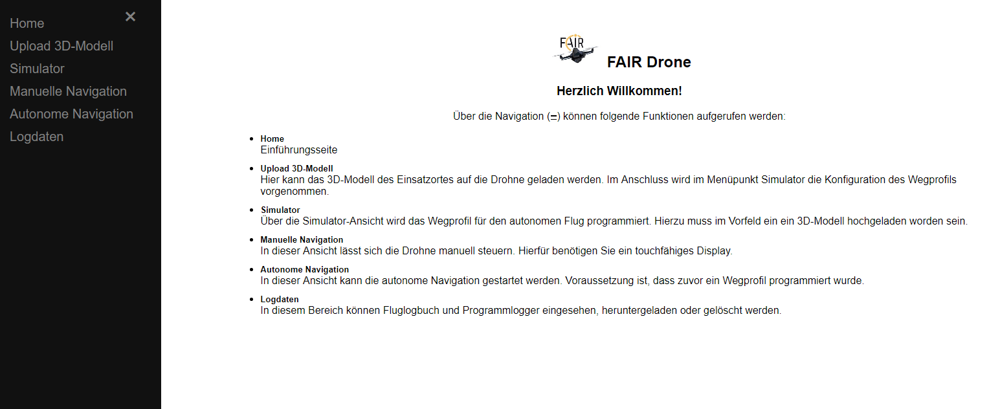 Home
×
Upload 3D-Modell
Simulator
Manuelle Navigation
Autonome Navigation
Logdaten
FAIR
FAIR Drone
Herzlich Willkommen!
Über die Navigation (=) können folgende Funktionen aufgerufen werden:
• Home
Einführungsseite
• Upload 3D-Modell
Hier kann das 3D-Modell des Einsatzortes auf die Drohne geladen werden. Im Anschluss wird im Menüpunkt Simulator die Konfiguration des Wegprofils
vorgenommen.
• Simulator
Über die Simulator-Ansicht wird das Wegprofil für den autonomen Flug programmiert. Hierzu muss im Vorfeld ein ein 3D-Modell hochgeladen worden sein.
• Manuelle Navigation
In dieser Ansicht lässt sich die Drohne manuell steuern. Hierfür benötigen Sie ein touchfähiges Display.
• Autonome Navigation
In dieser Ansicht kann die autonome Navigation gestartet werden. Voraussetzung ist, dass zuvor ein Wegprofil programmiert wurde.
• Logdaten
In diesem Bereich können Fluglogbuch und Programmlogger eingesehen, heruntergeladen oder gelöscht werden.